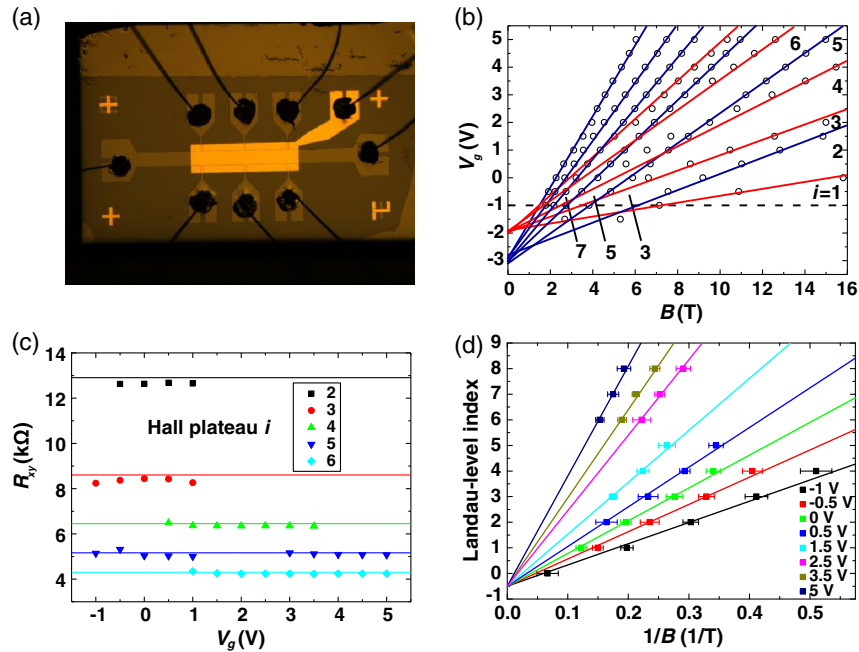 (a)
(b)
5
4
3
2
1
0
-1
-2
-3
V_g (V)
6
5
3
2
i=1
7
5
3
0 2 4 6 8 10 12 14 16
B (T)
(c)
14
12
10
8
6
4
R_xy (kΩ)
Hall plateau i
2
3
4
5
6
-1 0 1 2 3 4 5
V_g (V)
(d)
9
8
7
6
5
4
3
2
1
0
-1
Landau-level index
-1 V
-0.5 V
0 V
0.5 V
1.5 V
2.5 V
3.5 V
5 V
0.0 0.1 0.2 0.3 0.4 0.5
1/B (1/T)